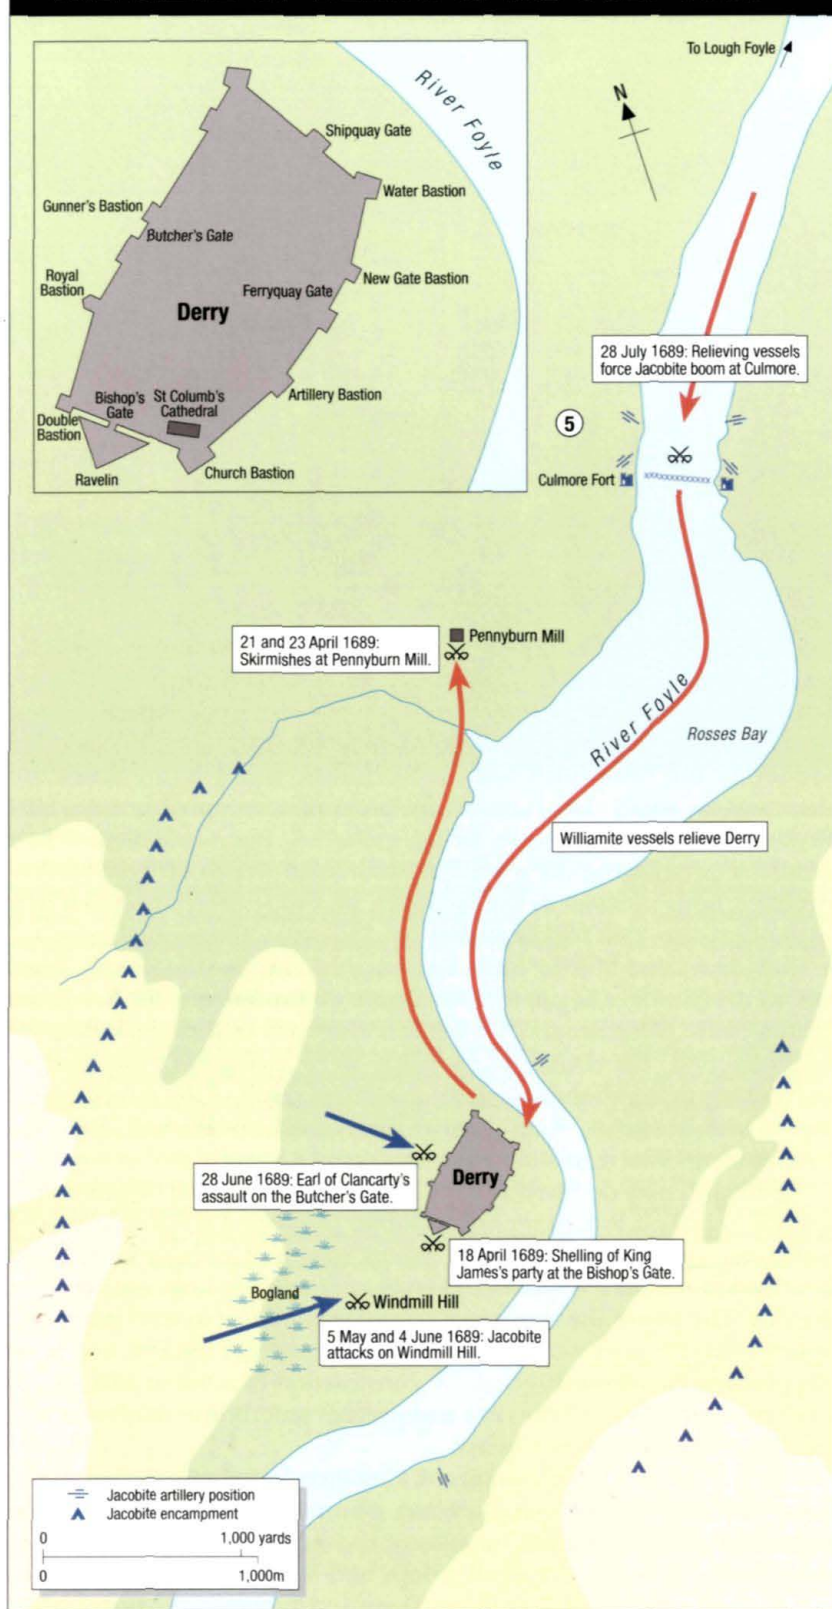 To Lough Foyle
N
River Foyle
Shipquay Gate
Water Bastion
Gunner's Bastion
Butcher's Gate
Royal
Bastion
New Gate Bastion
Ferryquay Gate
Derry
Bishop's
Gate
St Columb's
Cathedral
Artillery Bastion
Double
Bastion
Ravelin
Church Bastion
28 July 1689: Relieving vessels
force Jacobite boom at Culmore.
5
Culmore Fort
21 and 23 April 1689:
Skirmishes at Pennyburn Mill.
Pennyburn Mill
River Foyle
Rosses Bay
Williamite vessels relieve Derry
28 June 1689: Earl of Clancarty's
assault on the Butcher's Gate.
Derry
18 April 1689: Shelling of King
James's party at the Bishop's Gate.
Bogland
Windmill Hill
5 May and 4 June 1689: Jacobite
attacks on Windmill Hill.
Jacobite artillery position
Jacobite encampment
0 1,000 yards
0 1,000m